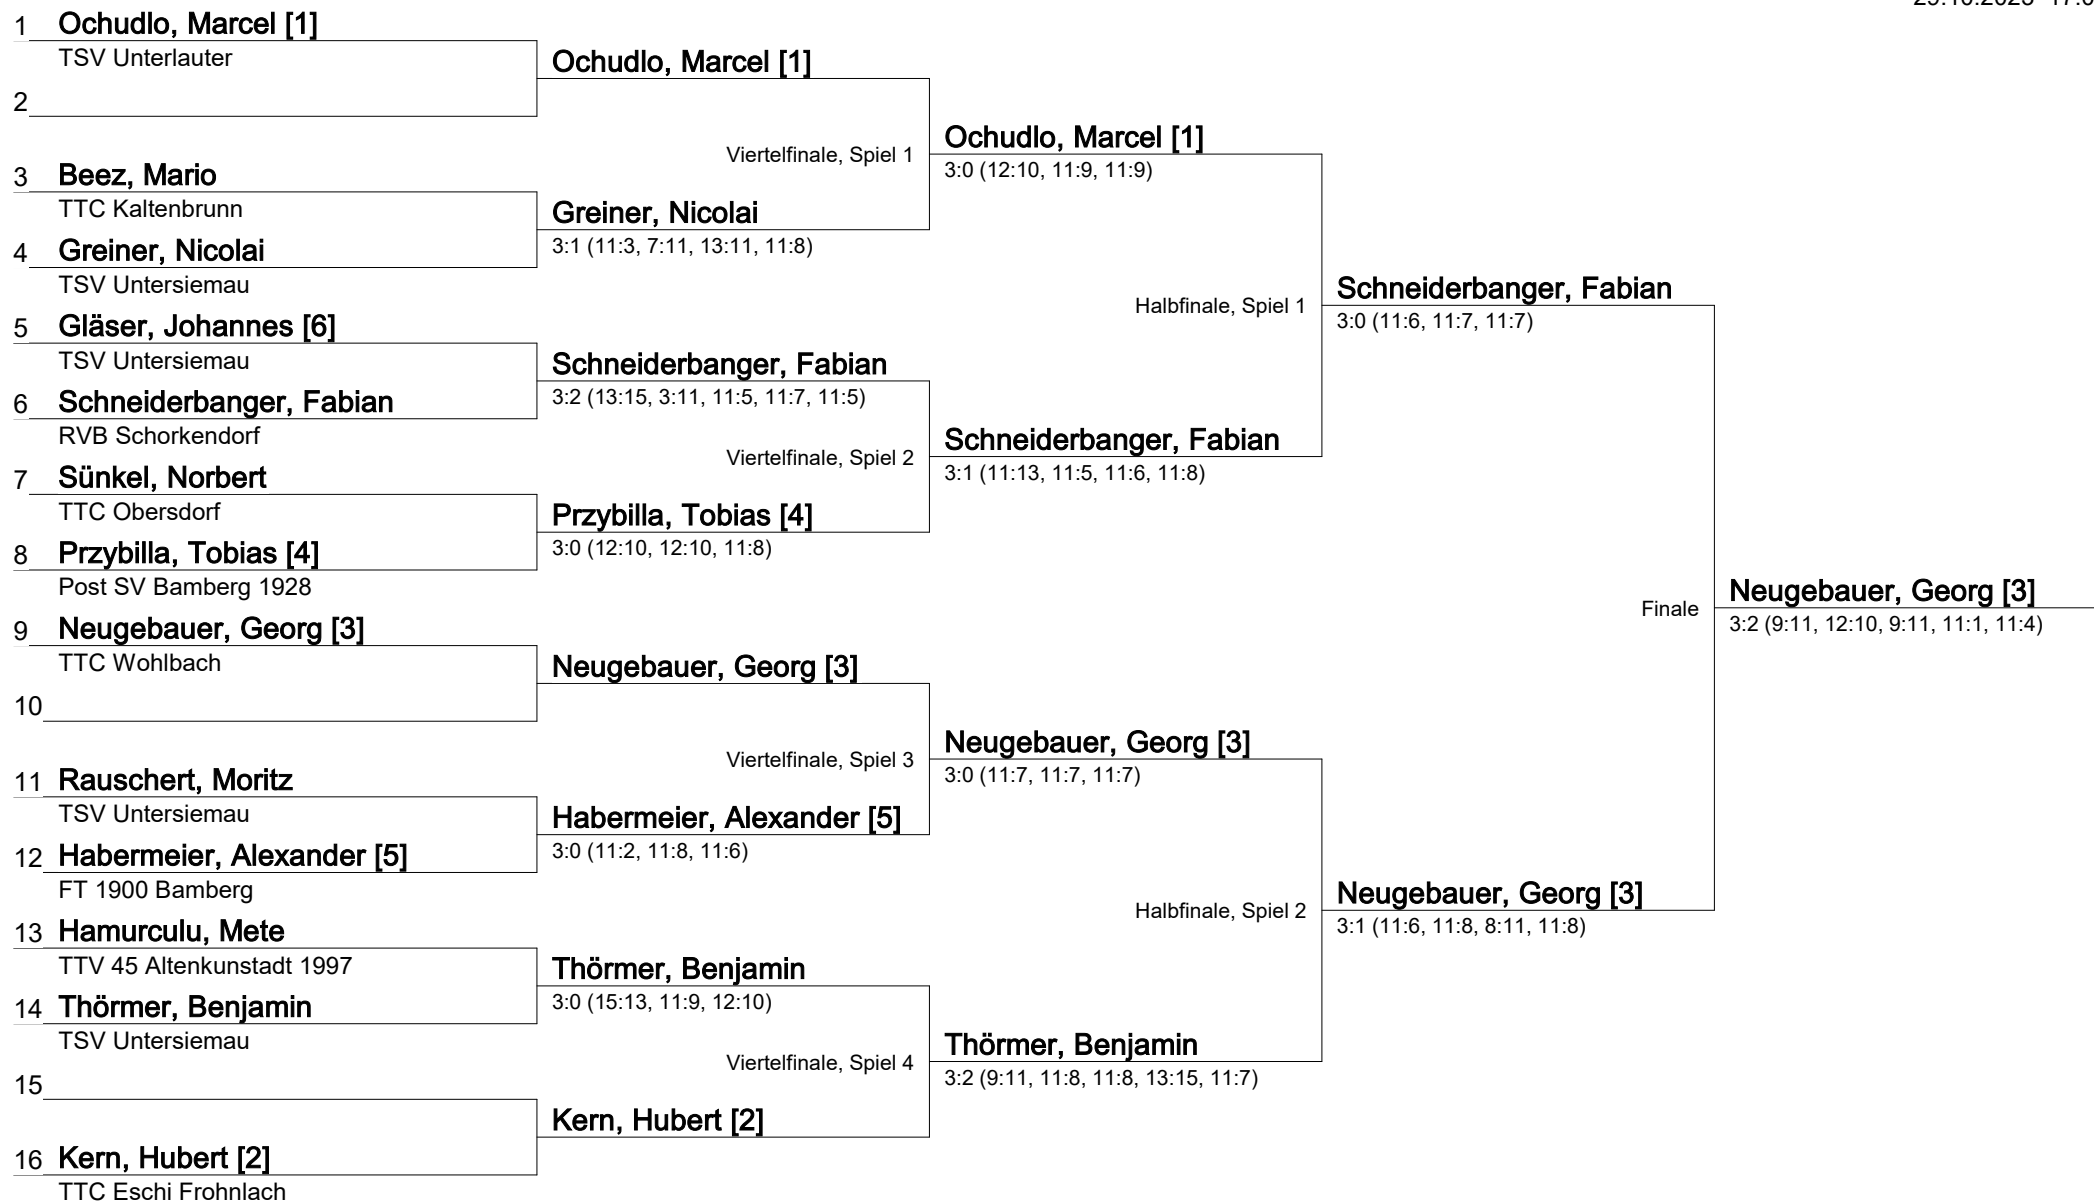 1 Ochudlo, Marcel [1]
TSV Unterlauter
Ochudlo, Marcel [1]
2
Viertelfinale, Spiel 1
Ochudlo, Marcel [1]
3:0 (12:10, 11:9, 11:9)
3 Beez, Mario
TTC Kaltenbrunn
Greiner, Nicolai
3:1 (11:3, 7:11, 13:11, 11:8)
4 Greiner, Nicolai
TSV Untersiemau
Halbfinale, Spiel 1
Schneiderbanger, Fabian
3:0 (11:6, 11:7, 11:7)
5 Gläser, Johannes [6]
TSV Untersiemau
Schneiderbanger, Fabian
3:2 (13:15, 3:11, 11:5, 11:7, 11:5)
6 Schneiderbanger, Fabian
RVB Schorkendorf
Viertelfinale, Spiel 2
Schneiderbanger, Fabian
3:1 (11:13, 11:5, 11:6, 11:8)
7 Sünkel, Norbert
TTC Obersdorf
Przybilla, Tobias [4]
3:0 (12:10, 12:10, 11:8)
8 Przybilla, Tobias [4]
Post SV Bamberg 1928
Finale
Neugebauer, Georg [3]
3:2 (9:11, 12:10, 9:11, 11:1, 11:4)
9 Neugebauer, Georg [3]
TTC Wohlbach
Neugebauer, Georg [3]
10
Viertelfinale, Spiel 3
Neugebauer, Georg [3]
3:0 (11:7, 11:7, 11:7)
11 Rauschert, Moritz
TSV Untersiemau
Habermeier, Alexander [5]
3:0 (11:2, 11:8, 11:6)
12 Habermeier, Alexander [5]
FT 1900 Bamberg
Halbfinale, Spiel 2
Neugebauer, Georg [3]
3:1 (11:6, 11:8, 8:11, 11:8)
13 Hamurculu, Mete
TTV 45 Altenkunstadt 1997
Thörmer, Benjamin
3:0 (15:13, 11:9, 12:10)
14 Thörmer, Benjamin
TSV Untersiemau
Viertelfinale, Spiel 4
Thörmer, Benjamin
3:2 (9:11, 11:8, 11:8, 13:15, 11:7)
15
Kern, Hubert [2]
16 Kern, Hubert [2]
TTC Eschi Frohnlach